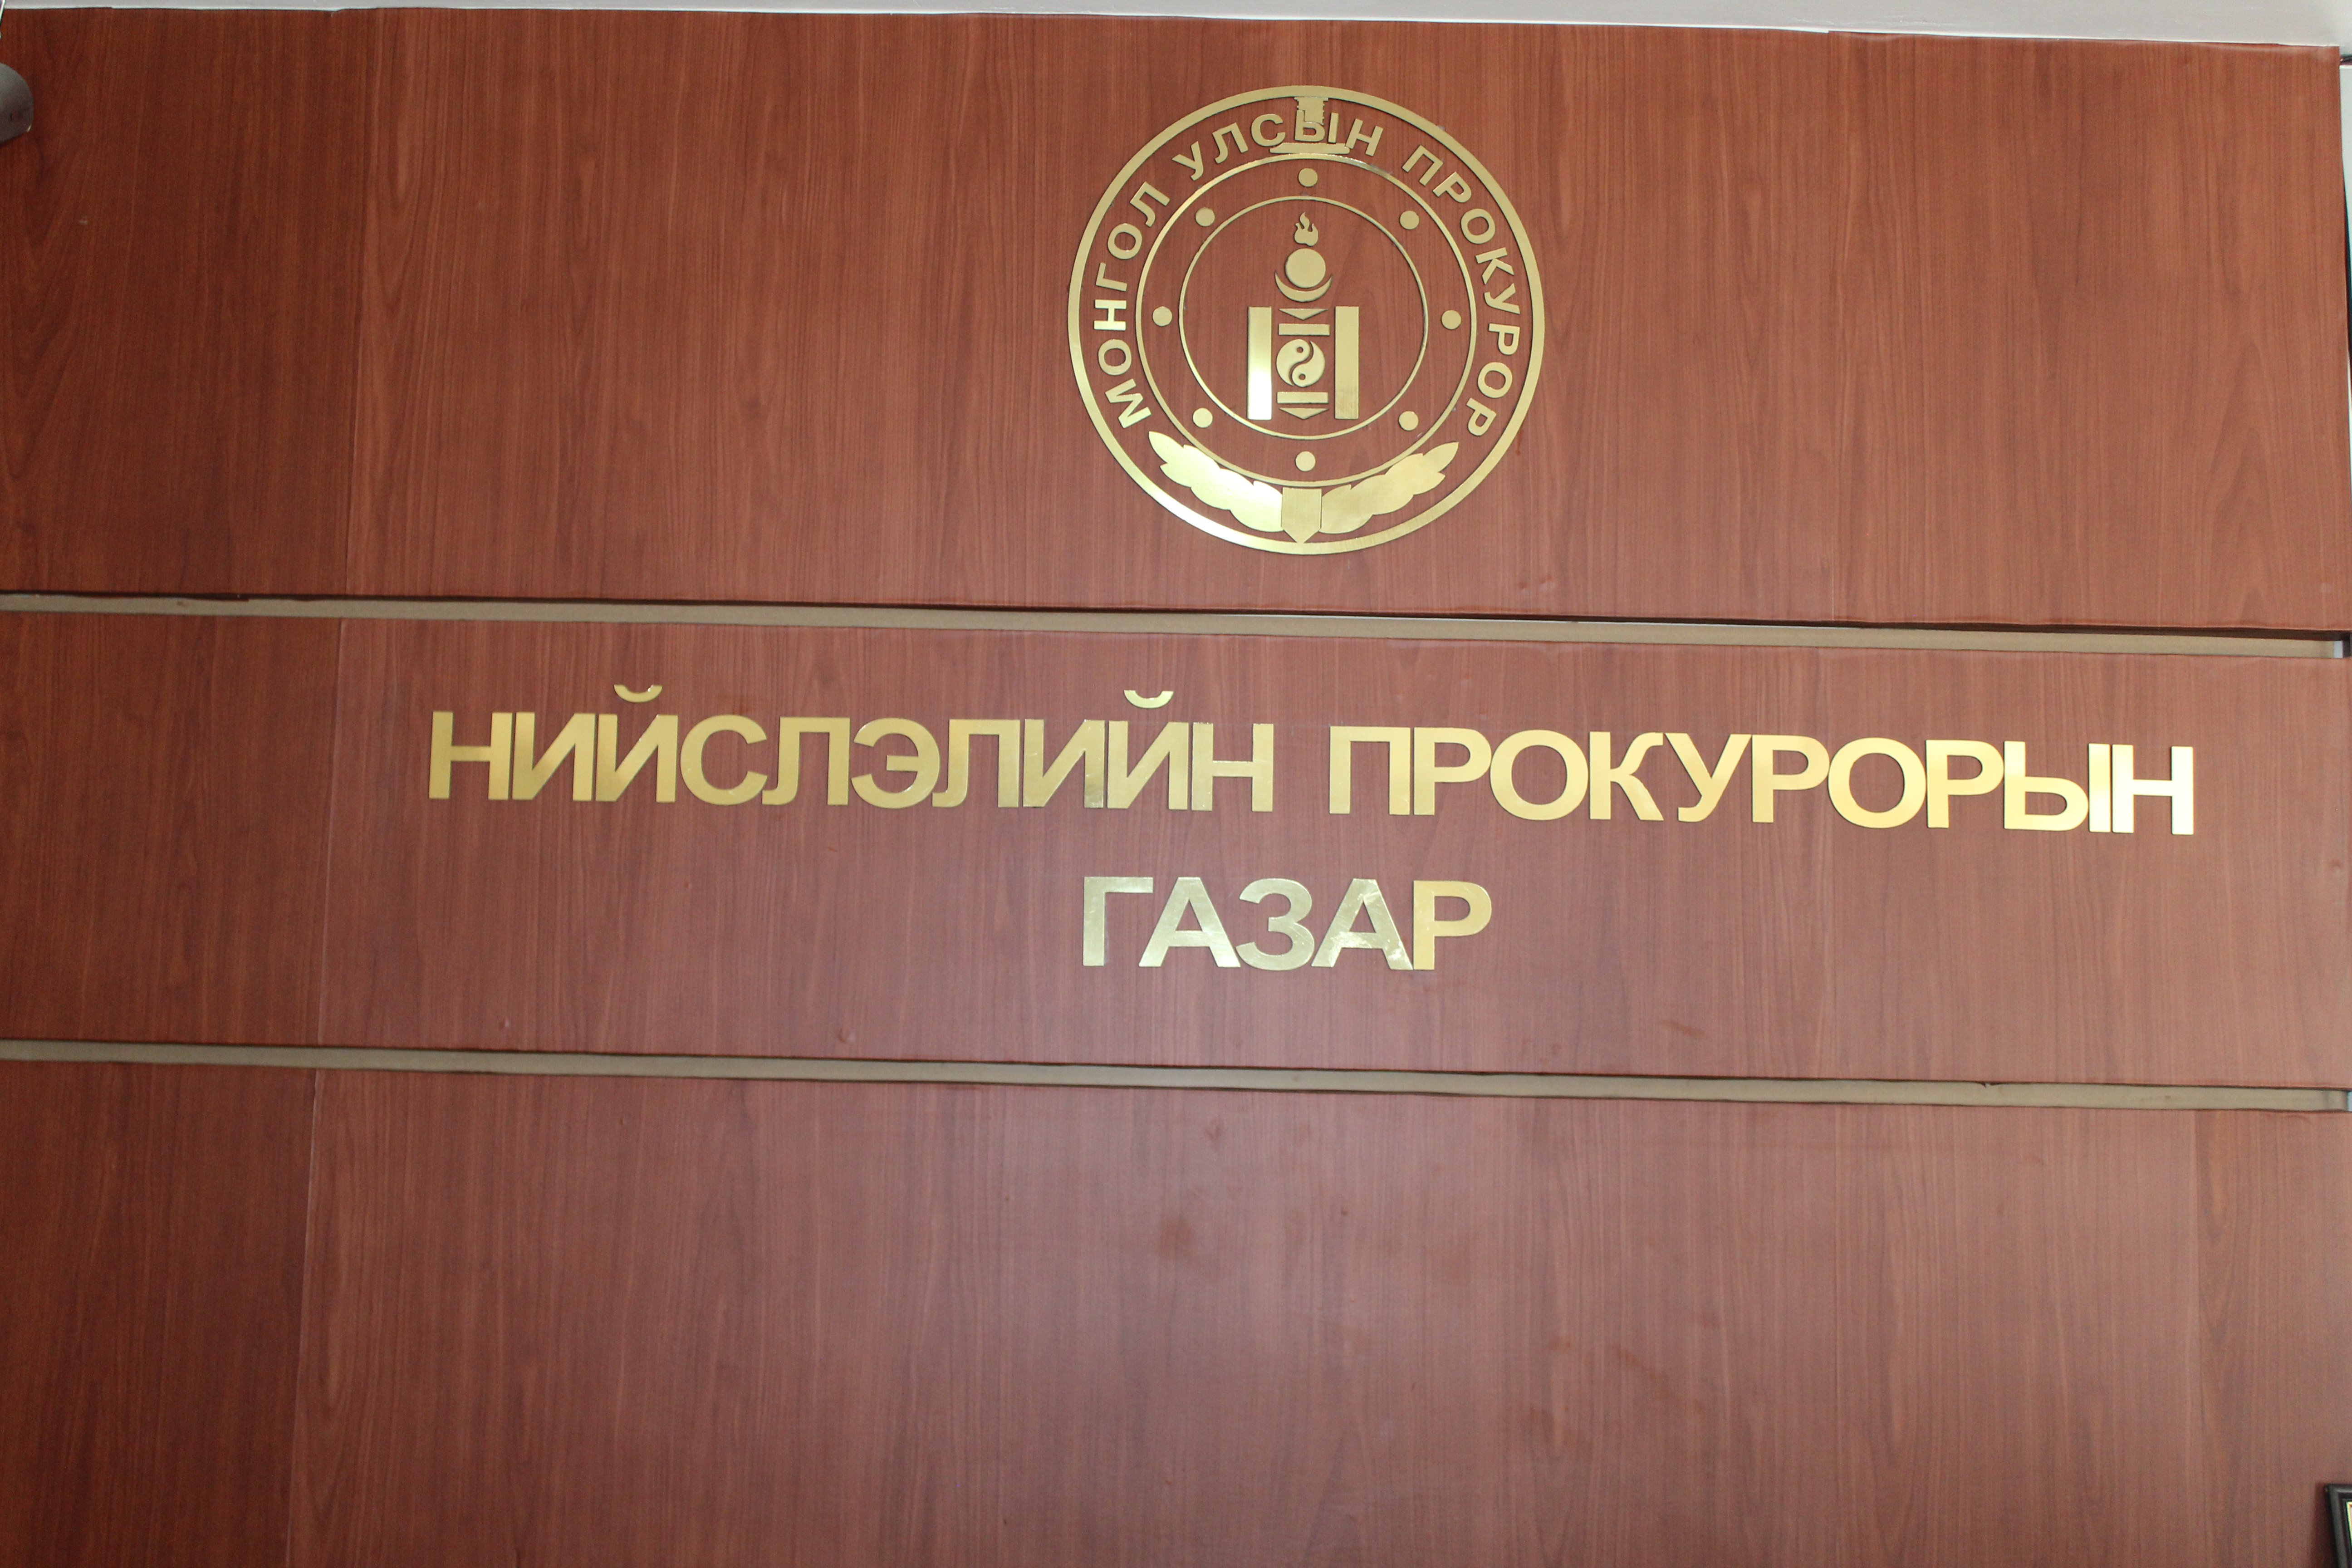 МОНГОЛ УЛСЫН ПРОКУРОР
НИЙСЛЭЛИЙН ПРОКУРОРЫН
ГАЗАР